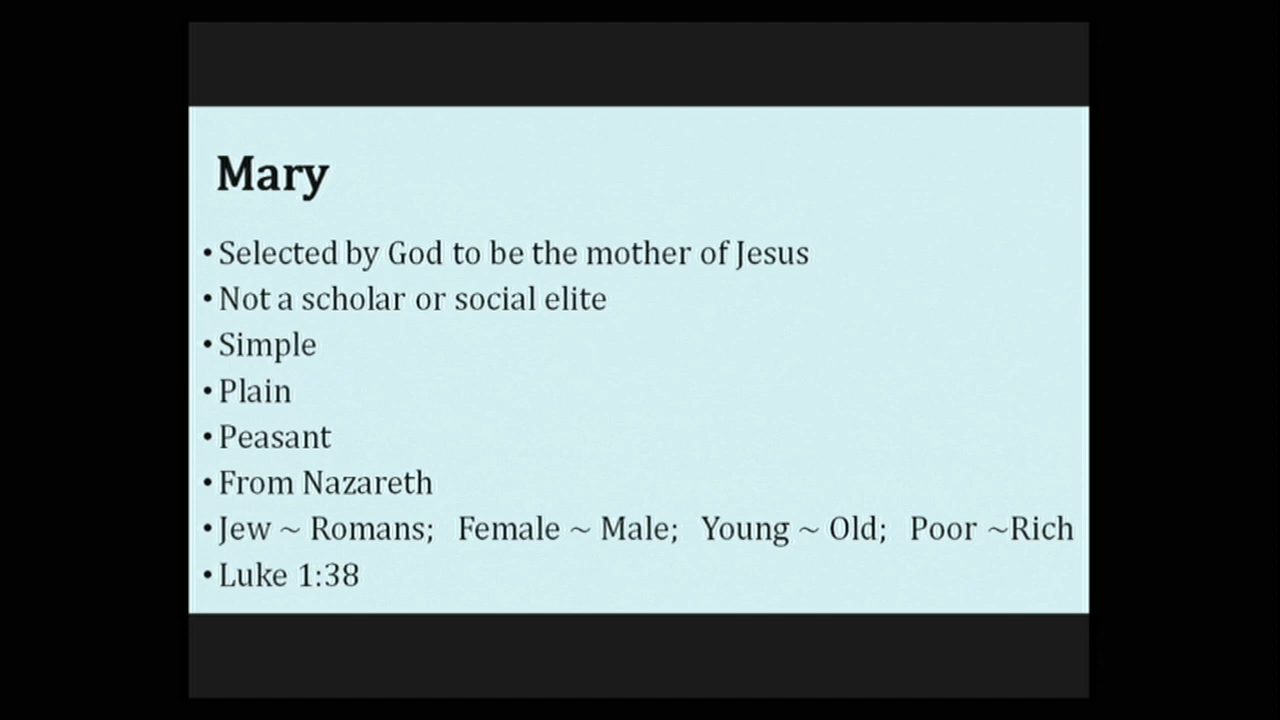 Mary
• Selected by God to be the mother of Jesus
• Not a scholar or social elite
• Simple
• Plain
• Peasant
• From Nazareth
• Jew ~ Romans; Female ~ Male; Young ~ Old; Poor ~Rich
• Luke 1:38